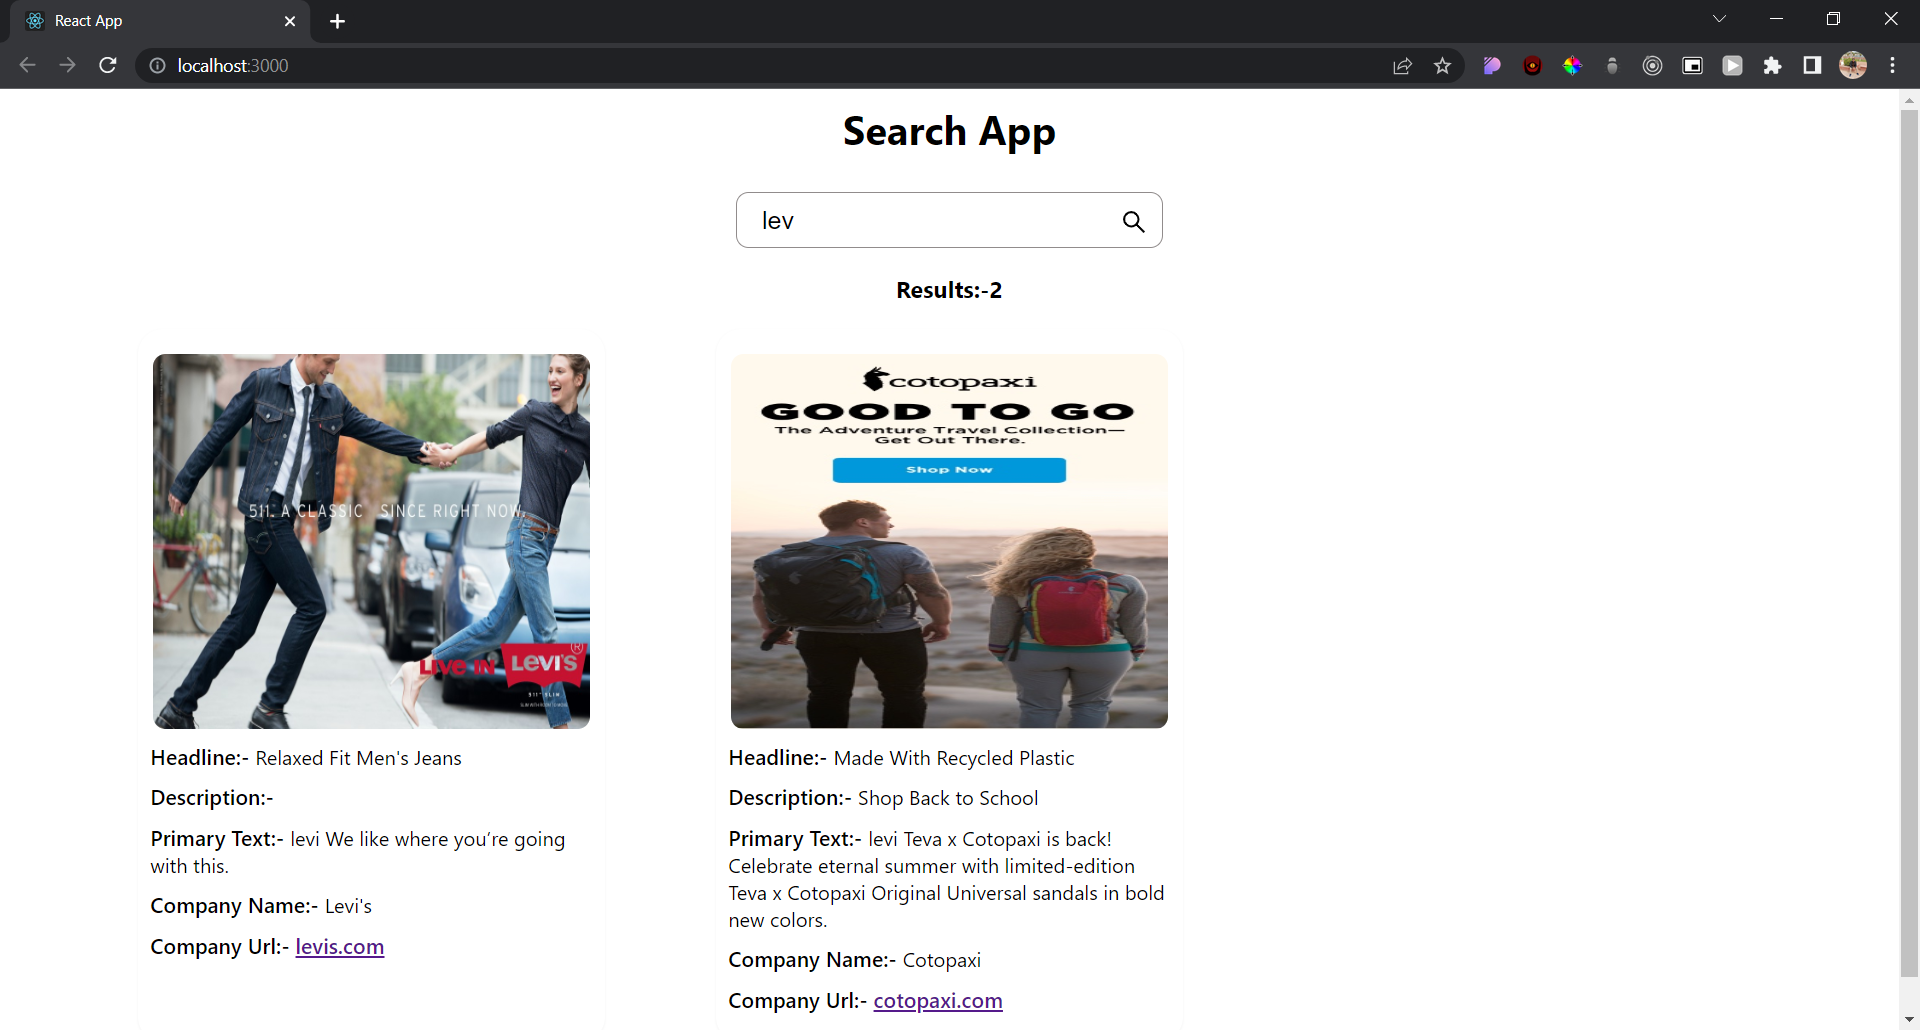 React App
localhost:3000
Search App
lev
Results:-2
511. A CLASSIC SINCE RIGHT NOW.
LIVE IN LEVI'S®
511™ SLIM
cotopaxi
GOOD TO GO
The Adventure Travel Collection—
Get Out There.
Shop Now
Headline:- Relaxed Fit Men's Jeans
Description:-
Primary Text:- levi We like where you’re going
with this.
Company Name:- Levi's
Company Url:- levis.com
Headline:- Made With Recycled Plastic
Description:- Shop Back to School
Primary Text:- levi Teva x Cotopaxi is back!
Celebrate eternal summer with limited-edition
Teva x Cotopaxi Original Universal sandals in bold
new colors.
Company Name:- Cotopaxi
Company Url:- cotopaxi.com